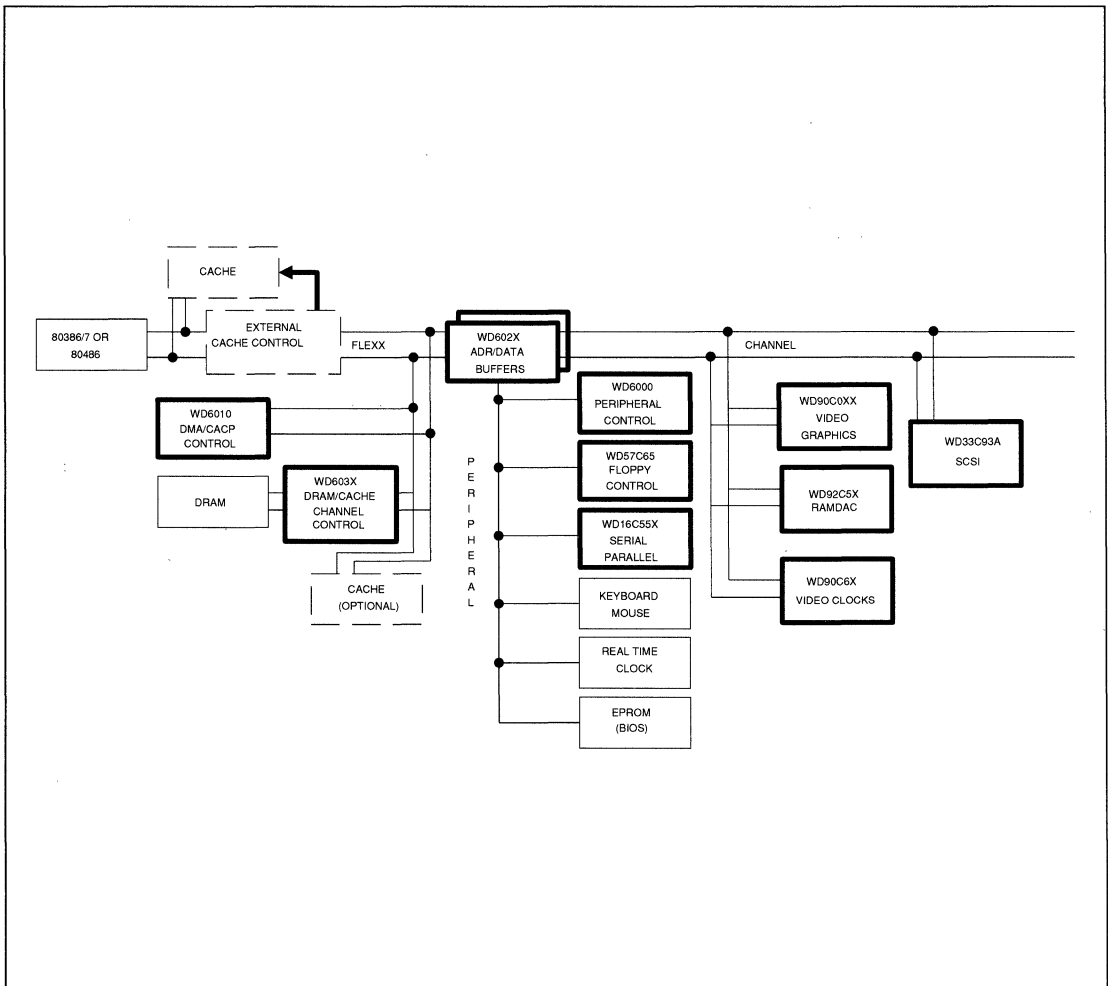 CACHE
80386/7 OR
80486
EXTERNAL
CACHE CONTROL
FLEXX
WD602X
ADR/DATA
BUFFERS
CHANNEL
WD6010
DMA/CACP
CONTROL
DRAM
WD603X
DRAM/CACHE
CHANNEL
CONTROL
CACHE
(OPTIONAL)
PERIPHERAL
WD6000
PERIPHERAL
CONTROL
WD57C65
FLOPPY
CONTROL
WD16C55X
SERIAL
PARALLEL
KEYBOARD
MOUSE
REAL TIME
CLOCK
EPROM
(BIOS)
WD90C0XX
VIDEO
GRAPHICS
WD92C5X
RAMDAC
WD90C6X
VIDEO CLOCKS
WD33C93A
SCSI